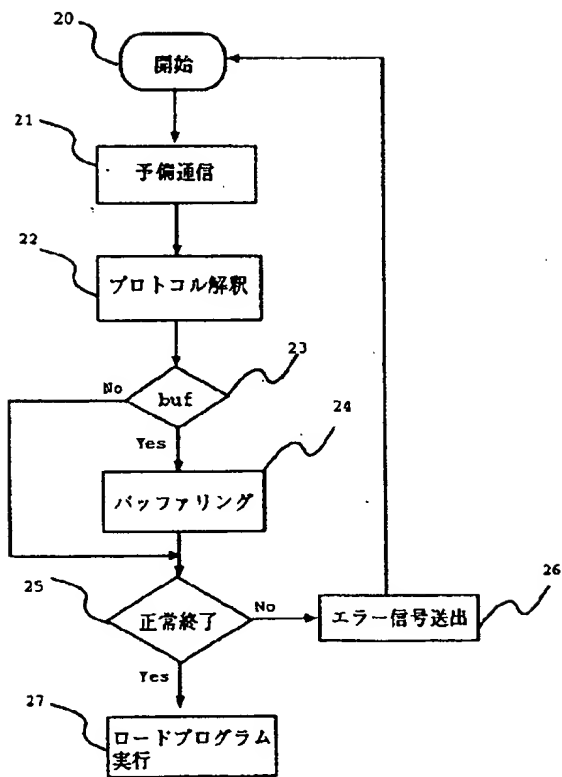 20
開始
21
予備通信
22
プロトコル解釈
23
No
buf
Yes
24
バッファリング
25
正常終了
No
26
エラー信号送出
Yes
27
ロードプログラム
実行